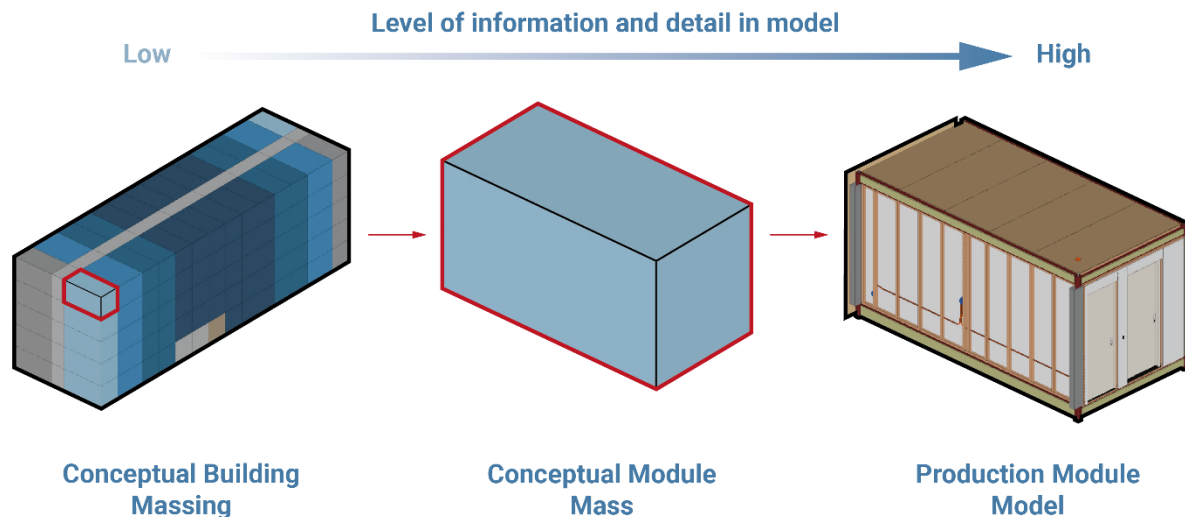 Level of information and detail in model
Low
High
Conceptual Building
Massing
Conceptual Module
Mass
Production Module
Model